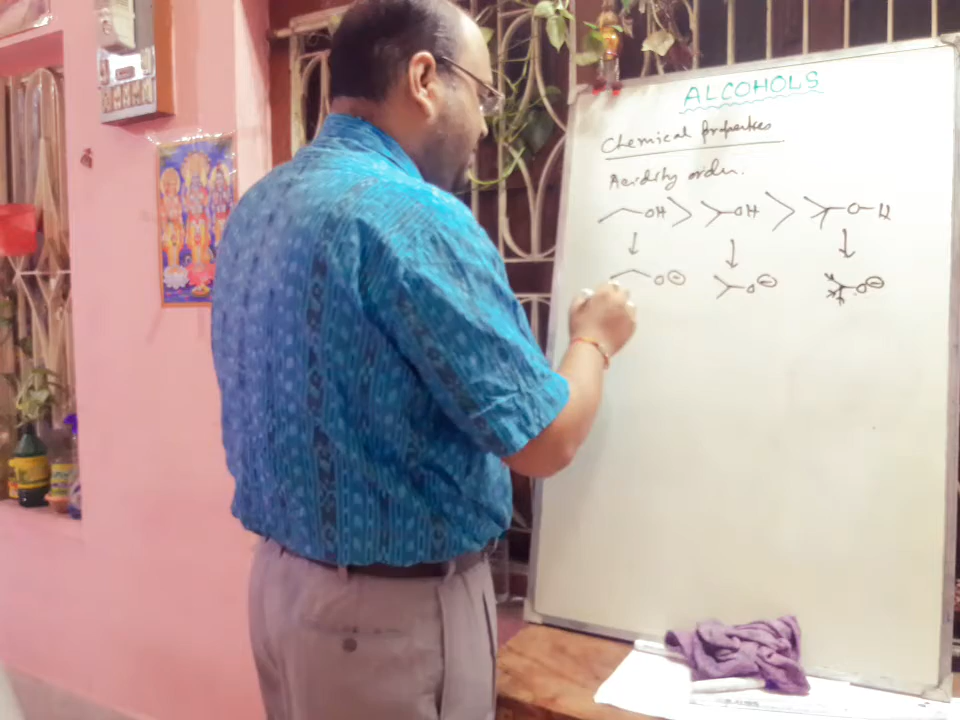 ALCOHOLS
Chemical properties
Acidity order.
OH > OH > O-H
O⊖ O⊖ O⊖